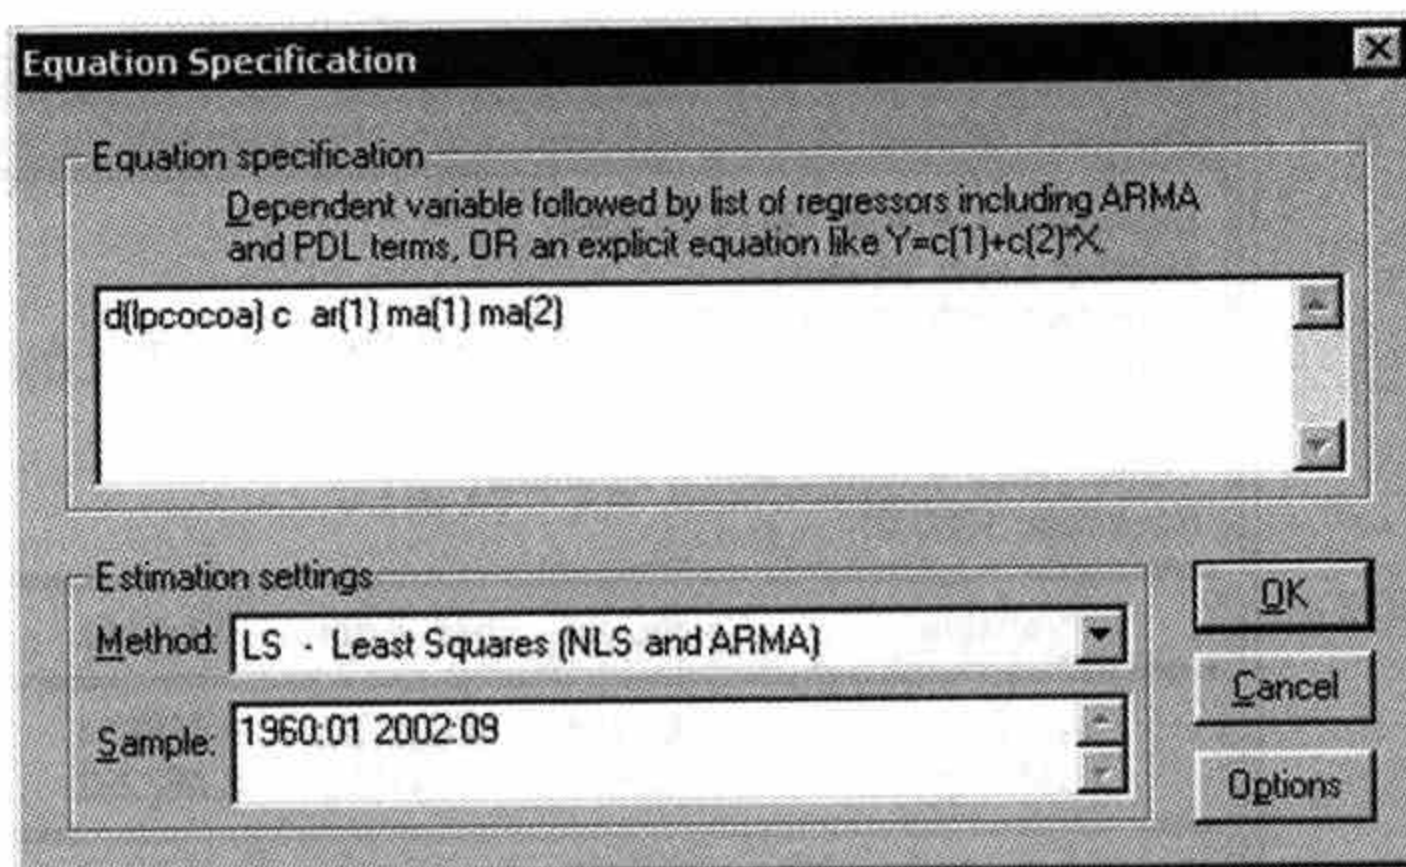 Equation Specification
Equation specification
Dependent variable followed by list of regressors including ARMA
and PDL terms, OR an explicit equation like Y=c(1)+c(2)*X.
d(lpcocoa) c  ar(1) ma(1) ma(2)
Estimation settings
Method: LS - Least Squares (NLS and ARMA)
Sample: 1960:01 2002:09
OK
Cancel
Options